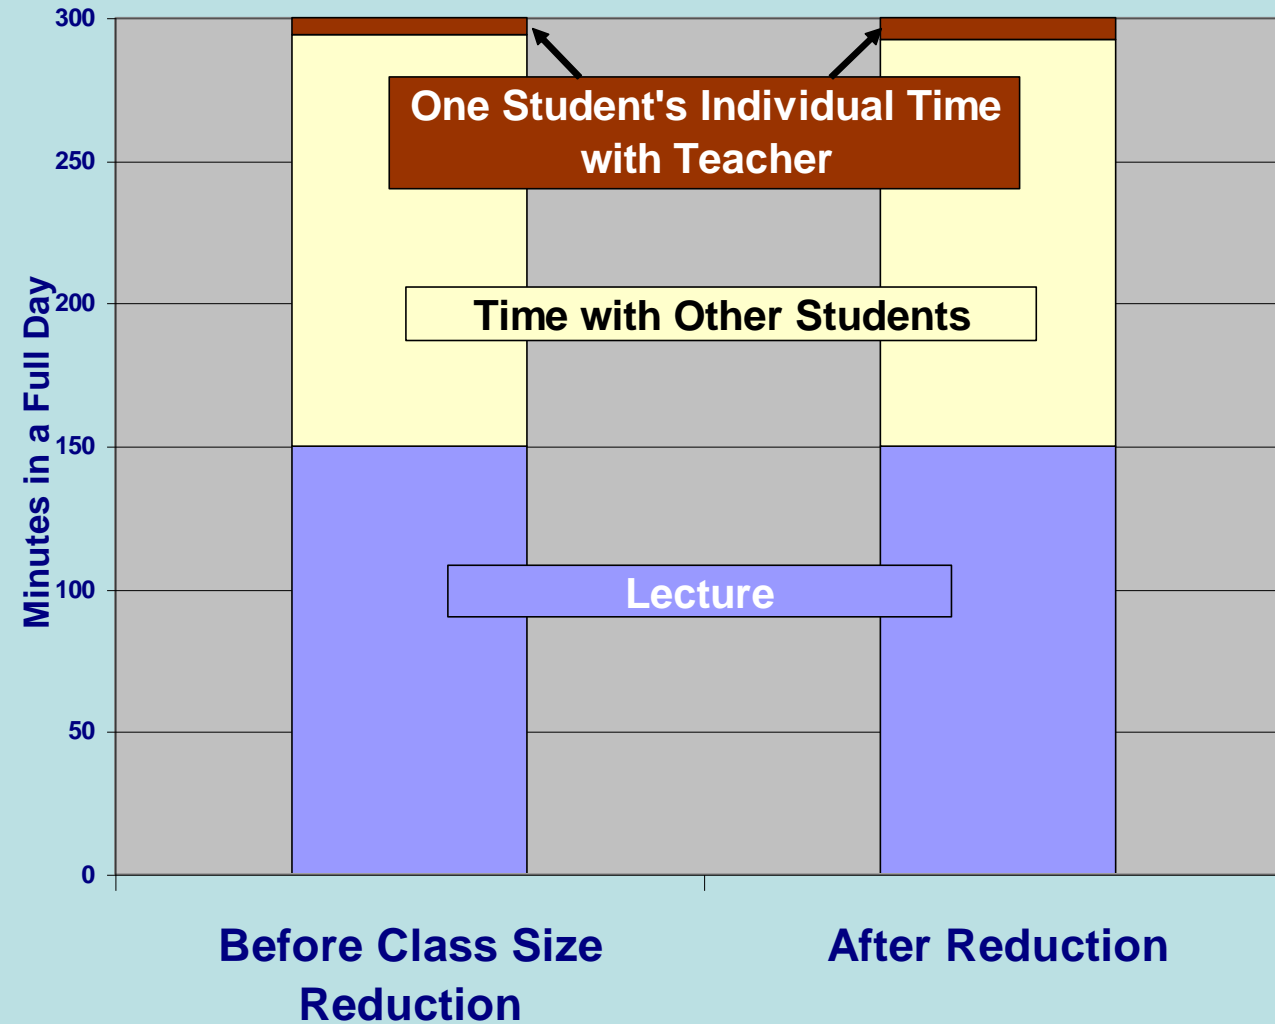 300
250
200
150
100
50
0
Minutes in a Full Day
One Student's Individual Time
with Teacher
Time with Other Students
Lecture
Before Class Size
Reduction
After Reduction